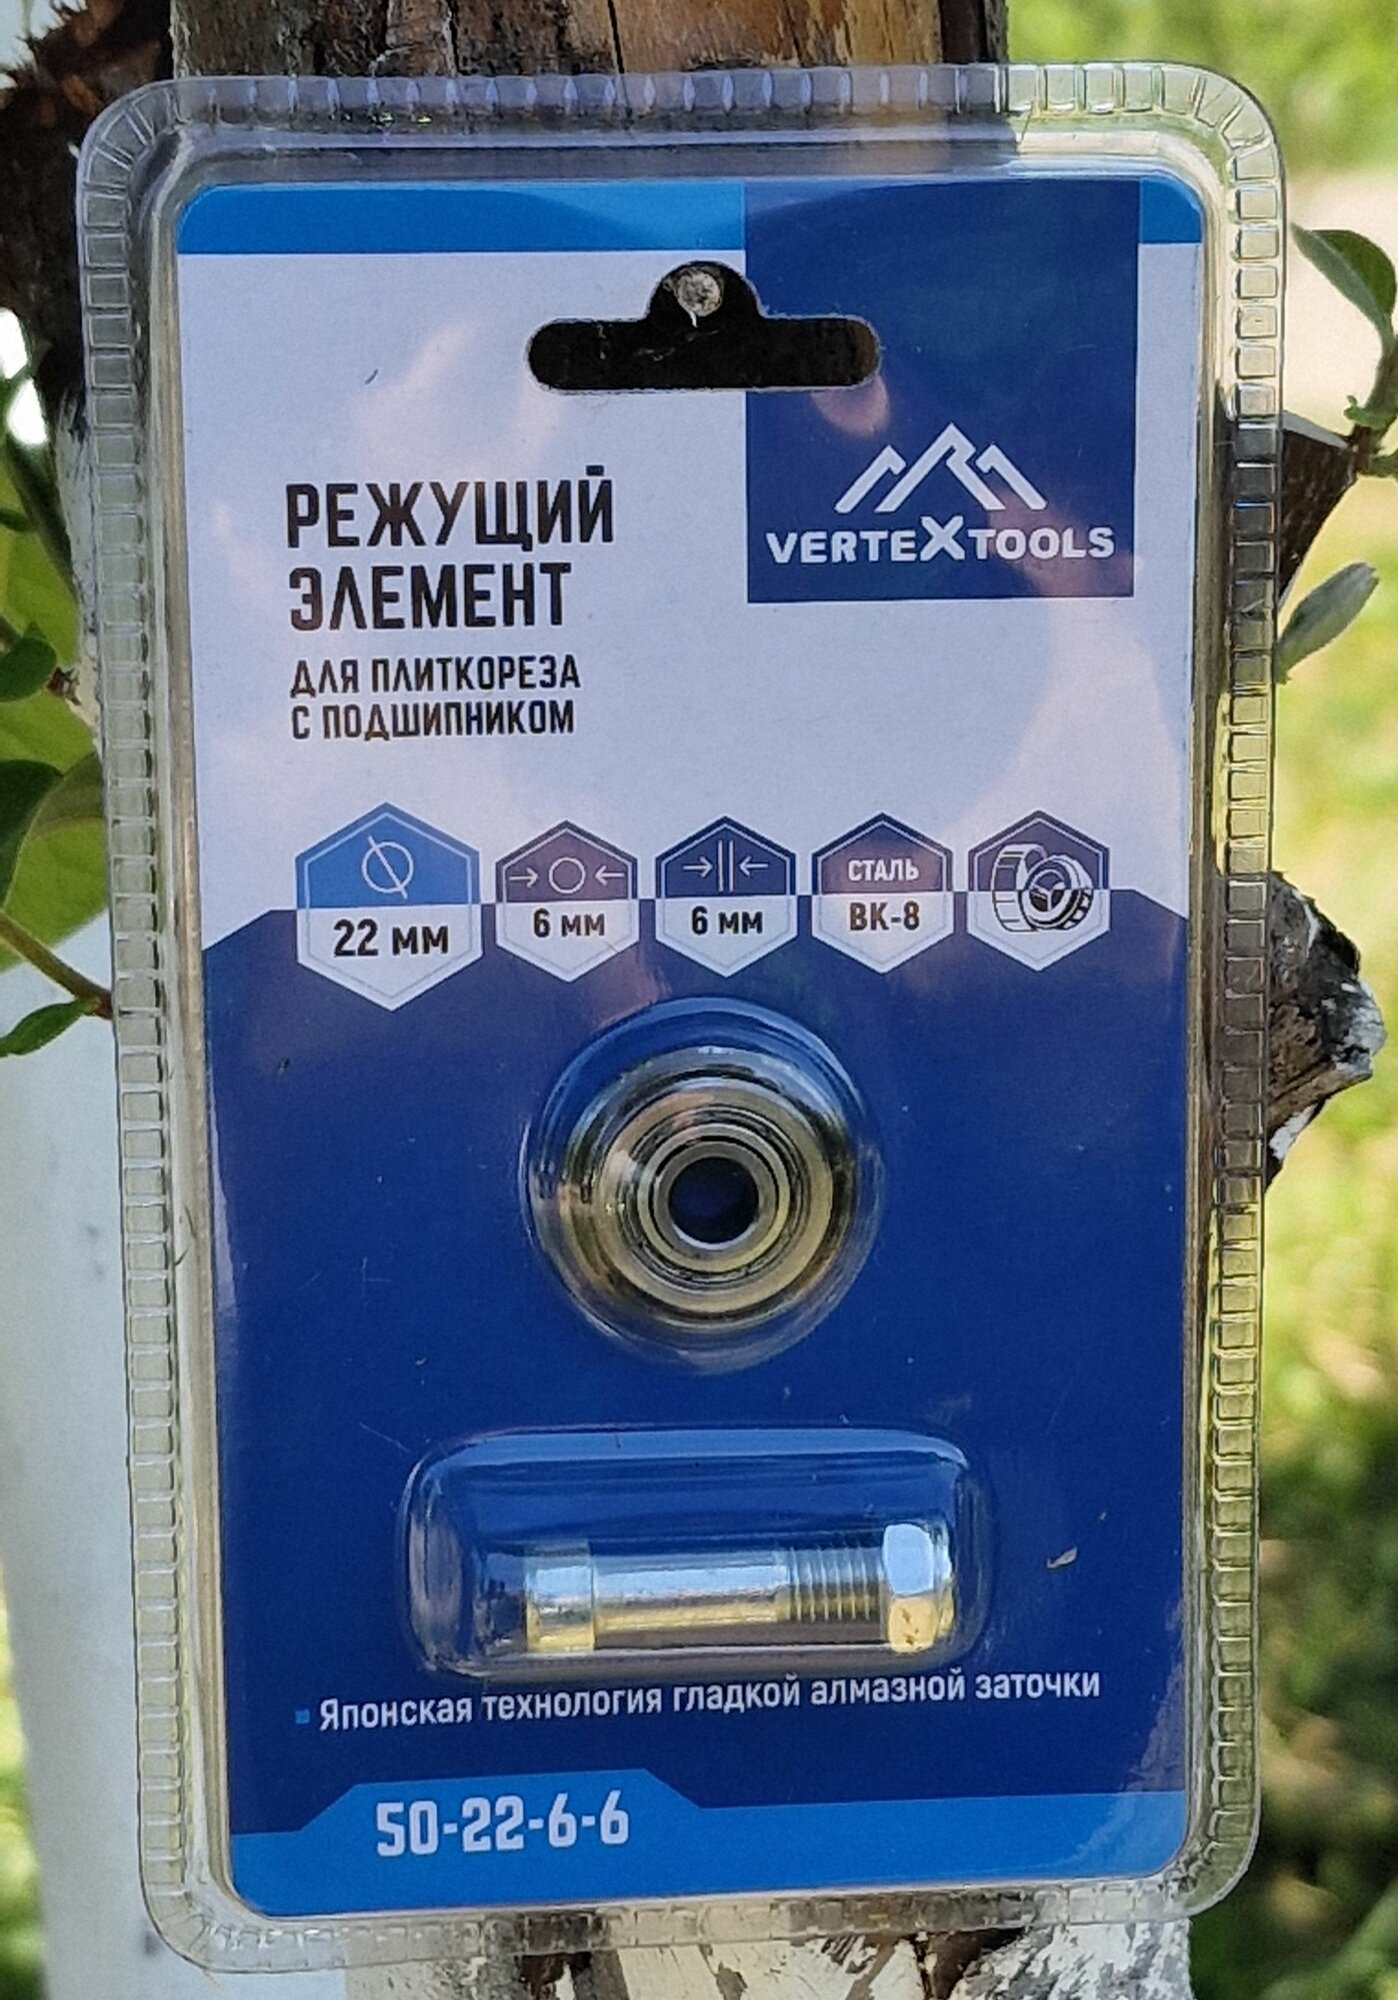 РЕЖУЩИЙ
ЭЛЕМЕНТ
ДЛЯ ПЛИТКОРЕЗА
С ПОДШИПНИКОМ
VERTEXTOOLS
22 мм
6 мм
6 мм
СТАЛЬ
ВК-8
Японская технология гладкой алмазной заточки
50-22-6-6